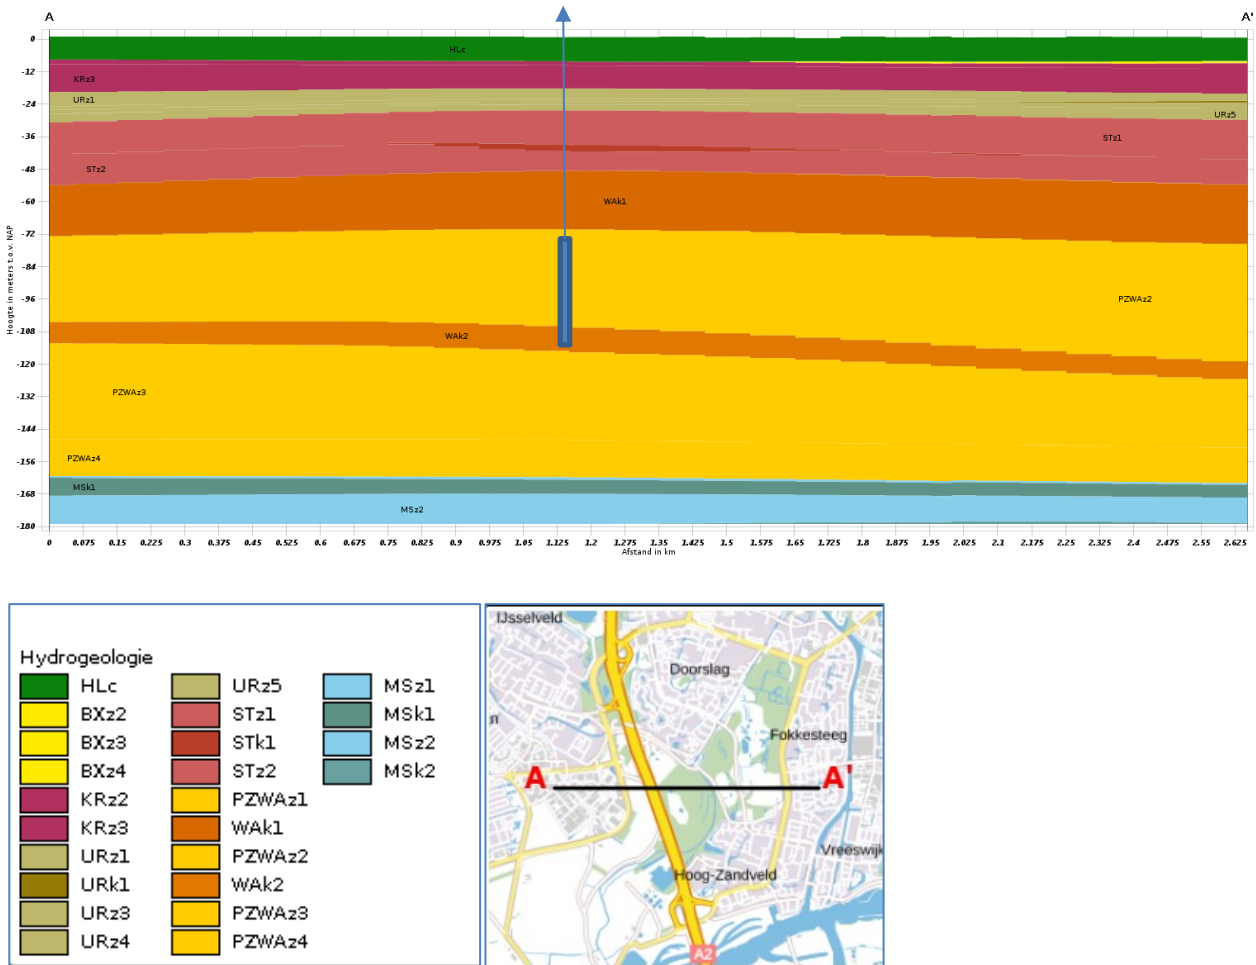 A A'
0
-12
-24
-36
-48
-60
-72
-84
-96
-108
-120
-132
-144
-156
-168
-180
Hoogte in meters t.o.v. NAP
HLc
KRz3
URz1
URz5
STz1
STz2
WAk1
PZWAz2
WAk2
PZWAz3
PZWAz4
MSk1
MSz2
0 0.075 0.15 0.225 0.3 0.375 0.45 0.525 0.6 0.675 0.75 0.825 0.9 0.975 1.05 1.125 1.2 1.275 1.35 1.425 1.5 1.575 1.65 1.725 1.8 1.875 1.95 2.025 2.1 2.175 2.25 2.325 2.4 2.475 2.55 2.625
Afstand in km
Hydrogeologie
HLc
BXz2
BXz3
BXz4
KRz2
KRz3
URz1
URk1
URz3
URz4
URz5
STz1
STk1
STz2
PZWAz1
WAk1
PZWAz2
WAk2
PZWAz3
PZWAz4
MSz1
MSk1
MSz2
MSk2
IJsselveld
Doorslag
n
Fokkesteeg
A A'
Vreeswijk
Hoog-Zandveld
A2